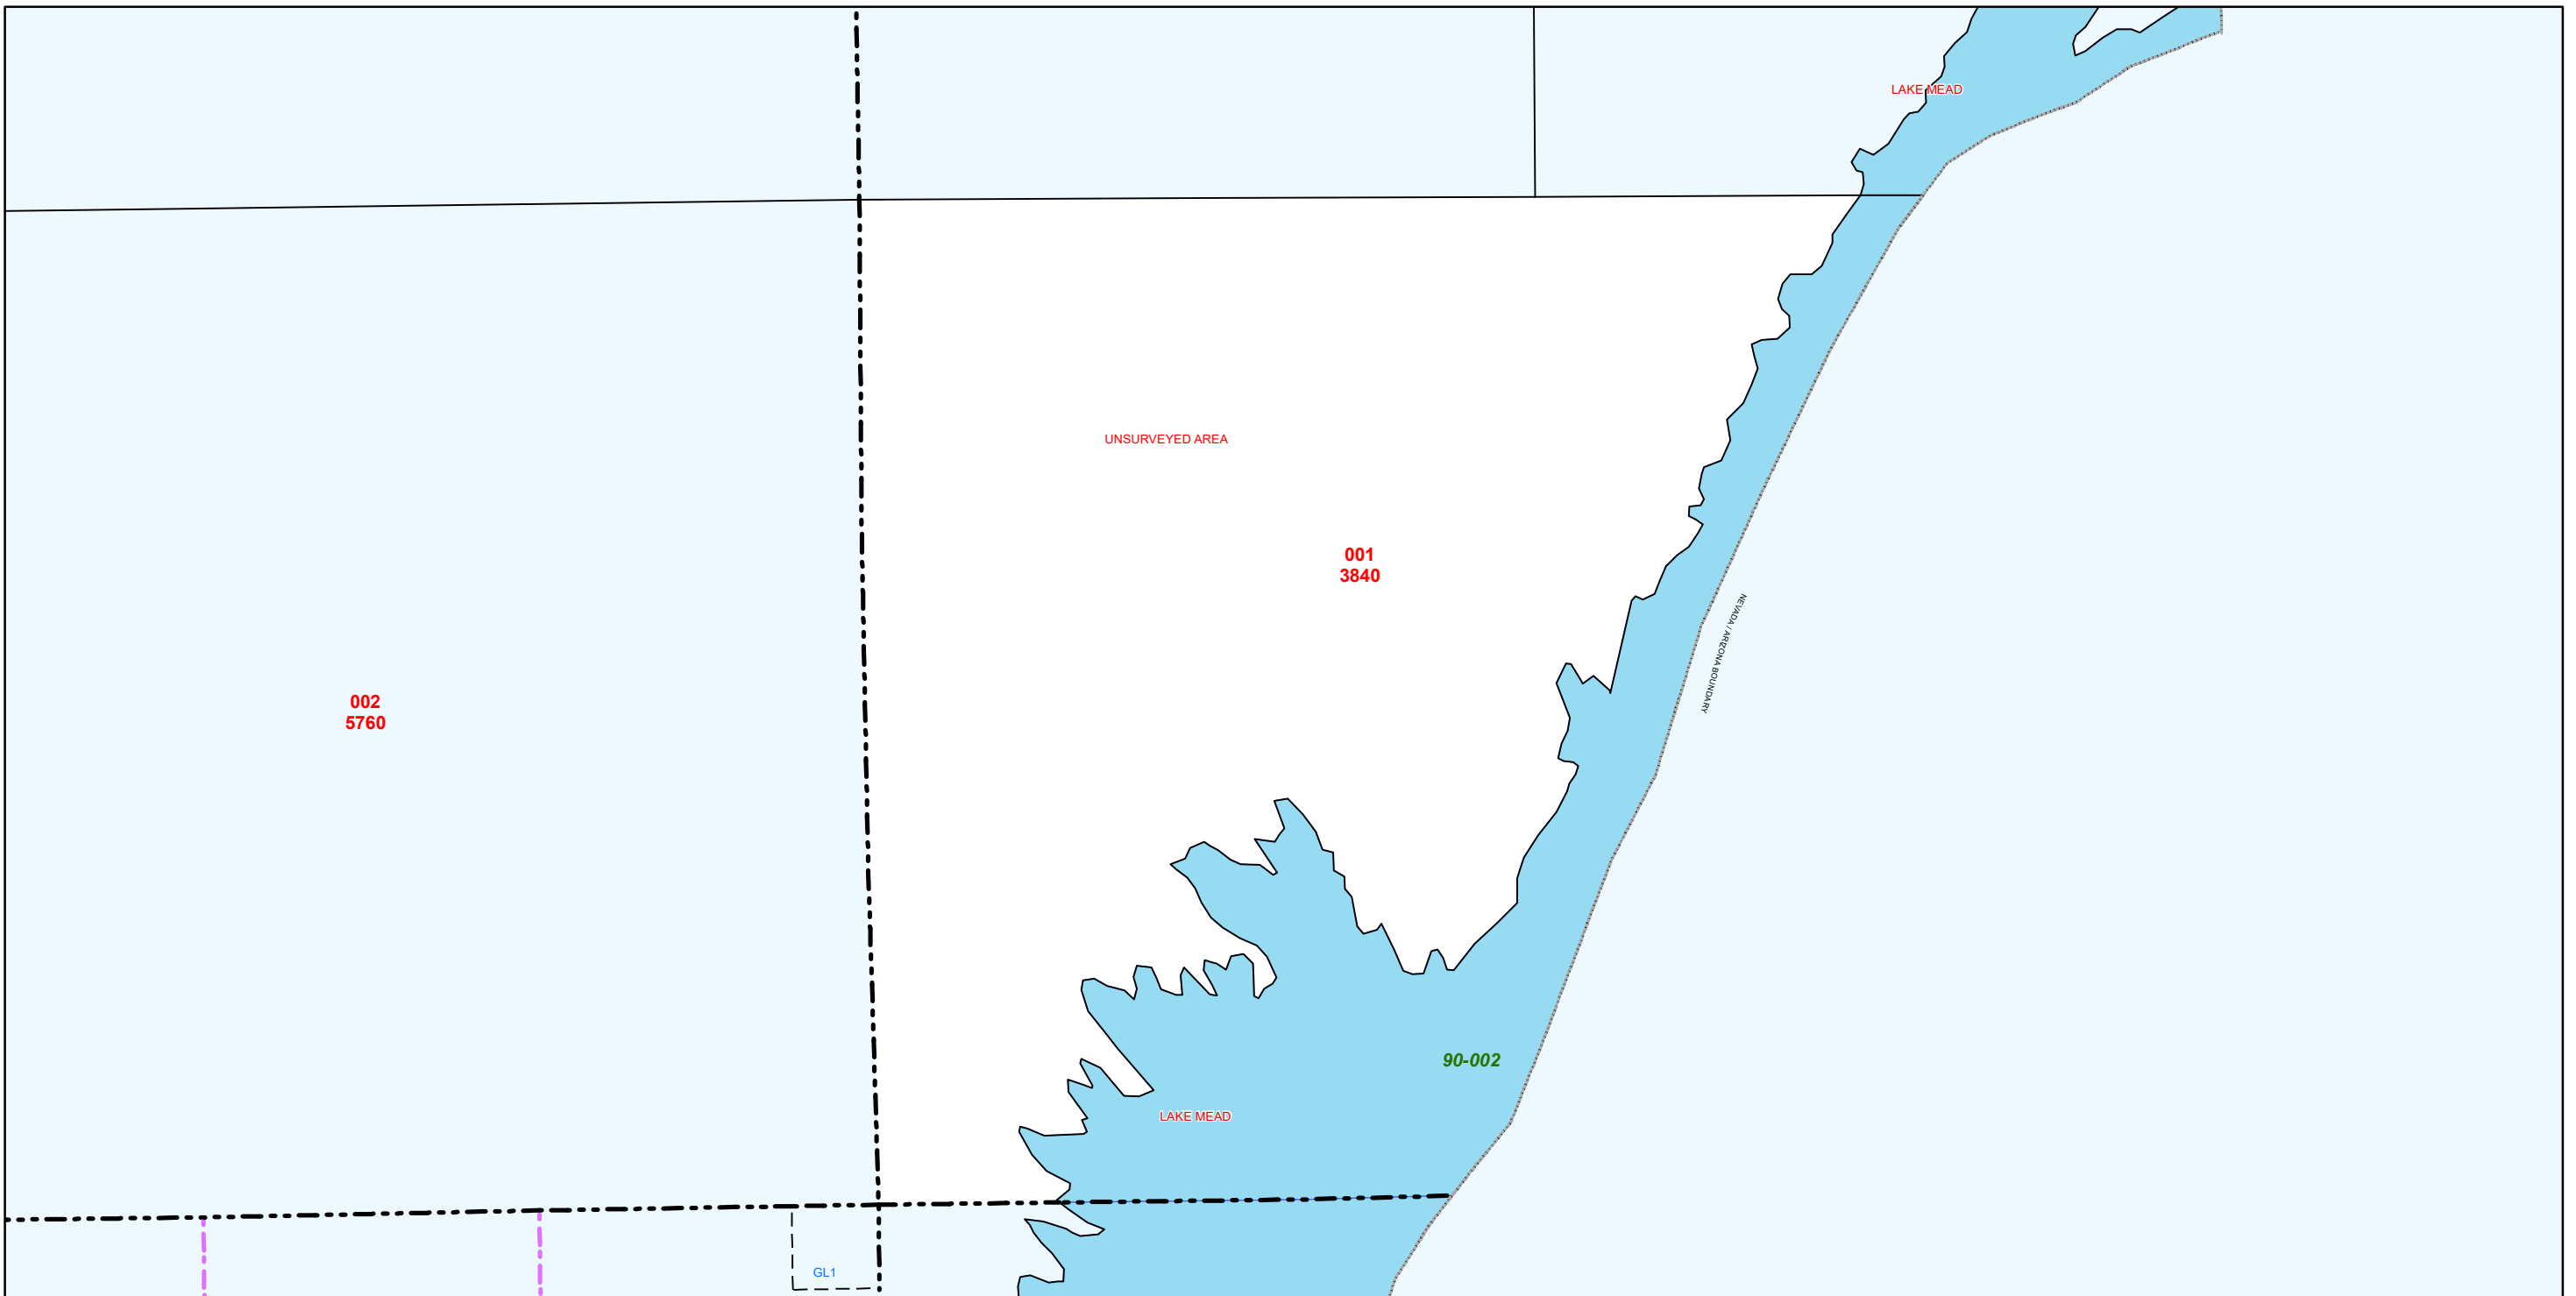 LAKE MEAD
UNSURVEYED AREA
001
3840
NEVADA / ARIZONA BOUNDARY
002
5760
90-002
LAKE MEAD
GL1